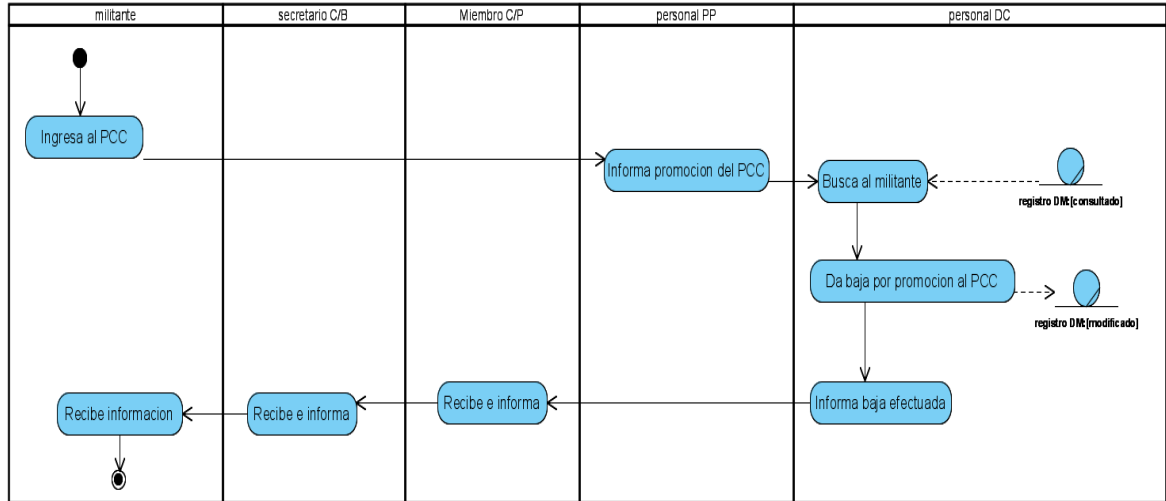 militante
secretario C/B
Miembro C/P
personal PP
personal DC
Ingresa al PCC
Informa promocion del PCC
Busca al militante
registro DM:[consultado]
Da baja por promocion al PCC
registro DM:[modificado]
Recibe informacion
Recibe e informa
Recibe e informa
Informa baja efectuada